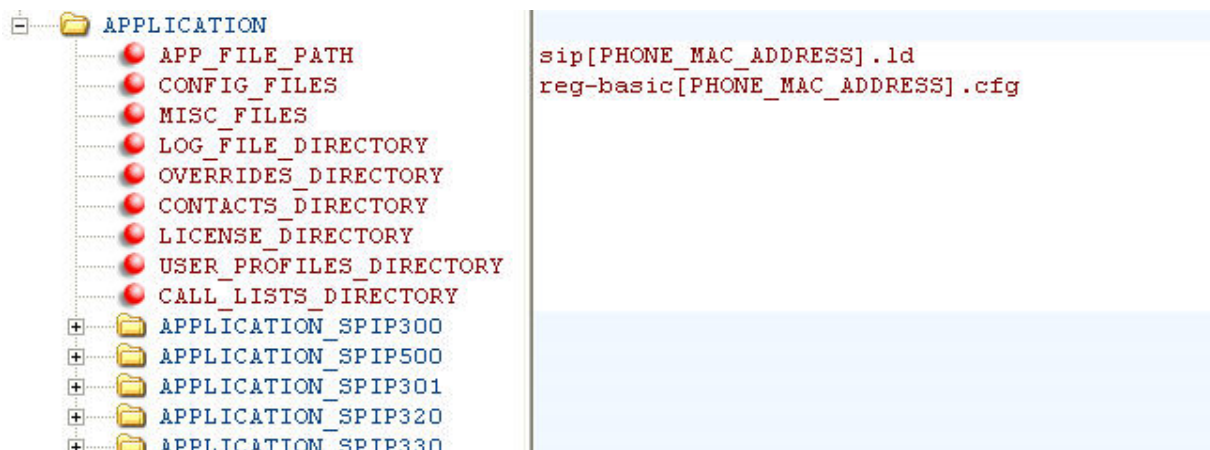 APPLICATION
APP_FILE_PATH sip[PHONE_MAC_ADDRESS].ld
CONFIG_FILES reg-basic[PHONE_MAC_ADDRESS].cfg
MISC_FILES
LOG_FILE_DIRECTORY
OVERRIDES_DIRECTORY
CONTACTS_DIRECTORY
LICENSE_DIRECTORY
USER_PROFILES_DIRECTORY
CALL_LISTS_DIRECTORY
APPLICATION_SPIP300
APPLICATION_SPIP500
APPLICATION_SPIP301
APPLICATION_SPIP320
APPLICATION_SPIP330